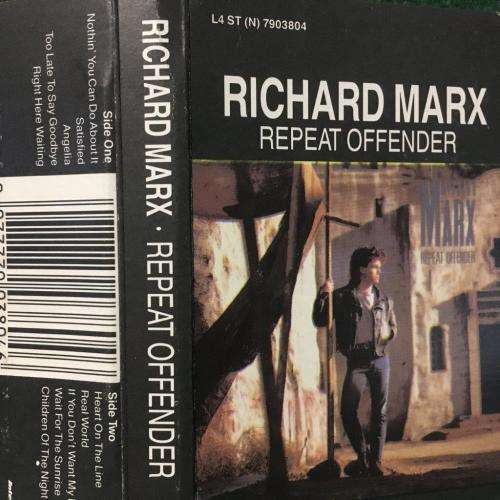 L4 ST (N) 7903804
RICHARD MARX
REPEAT OFFENDER
MARX
REPEAT OFFENDER
RICHARD MARX · REPEAT OFFENDER
Side One
Nothin' You Can Do About It
Satisfied
Angelia
Too Late To Say Goodbye
Right Here Waiting
Side Two
Heart On The Line
Real World
If You Don't Want My
Wait For The Sunrise
Children Of The Night